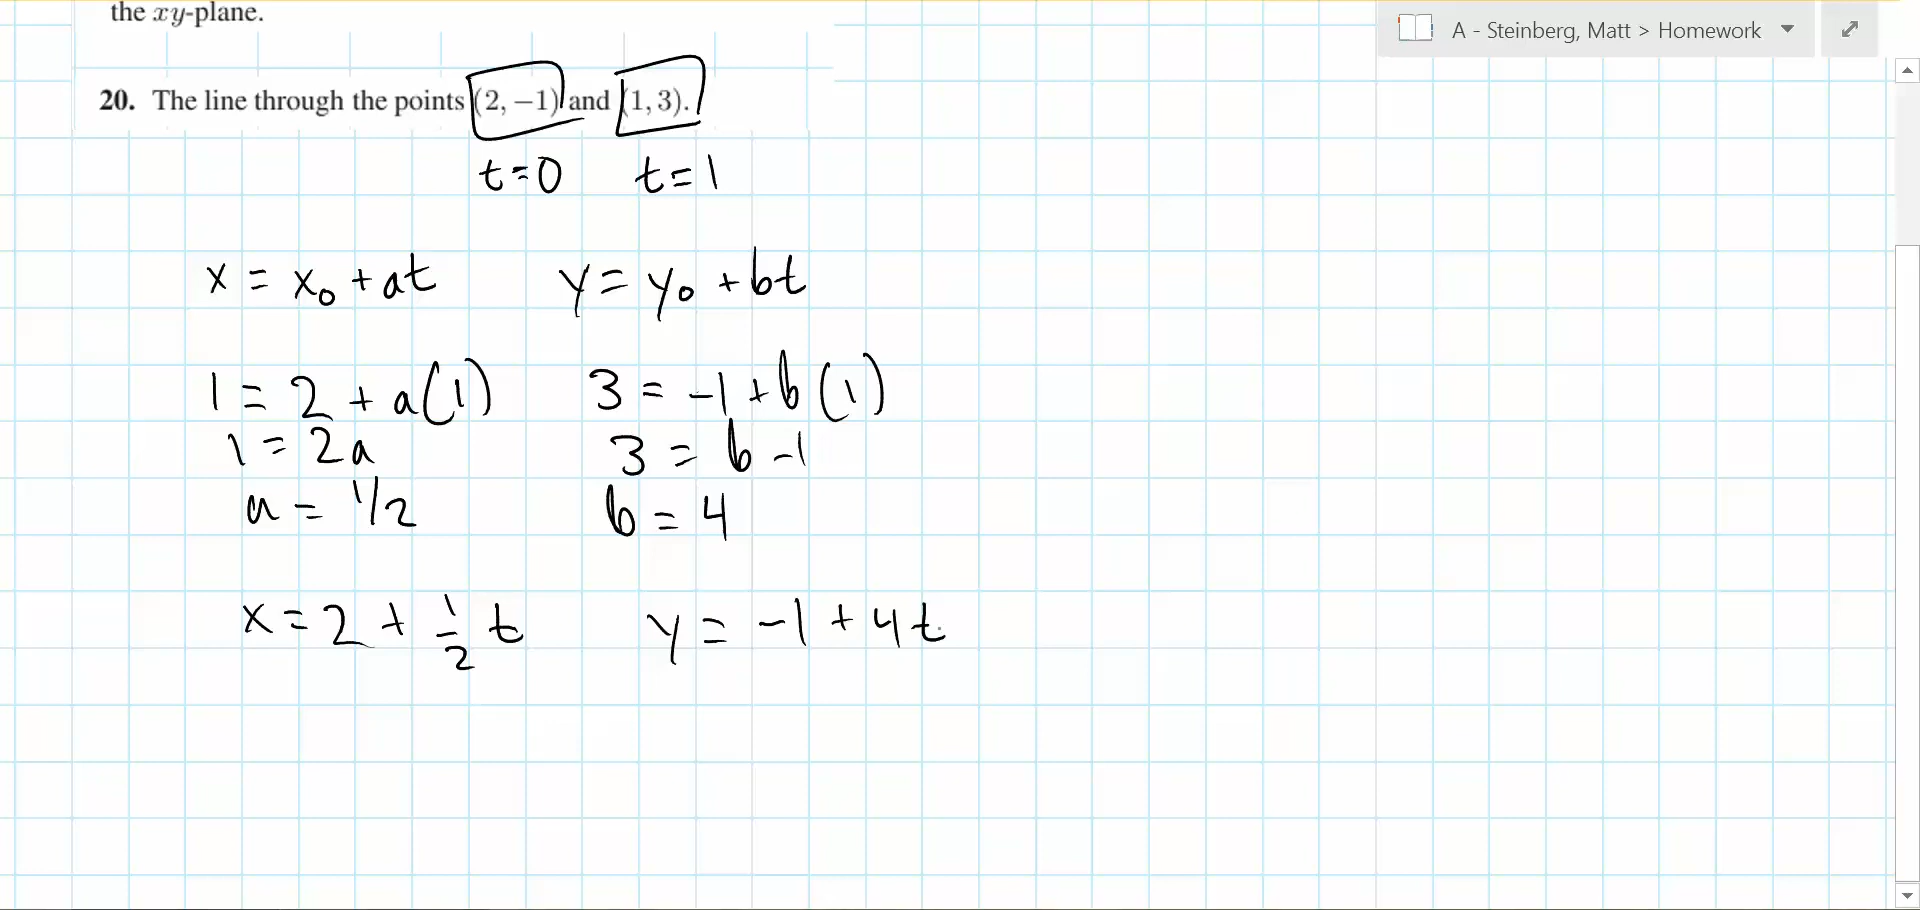 the xy-plane.
A - Steinberg, Matt > Homework
20. The line through the points (2, −1) and (1, 3).
t=0 t=1
x = x₀ + at y = y₀ + bt
1 = 2 + a(1) 3 = -1 + b(1)
1 = 2a 3 = b - 1
a = 1/2 b = 4
x = 2 + 1/2 t y = -1 + 4t